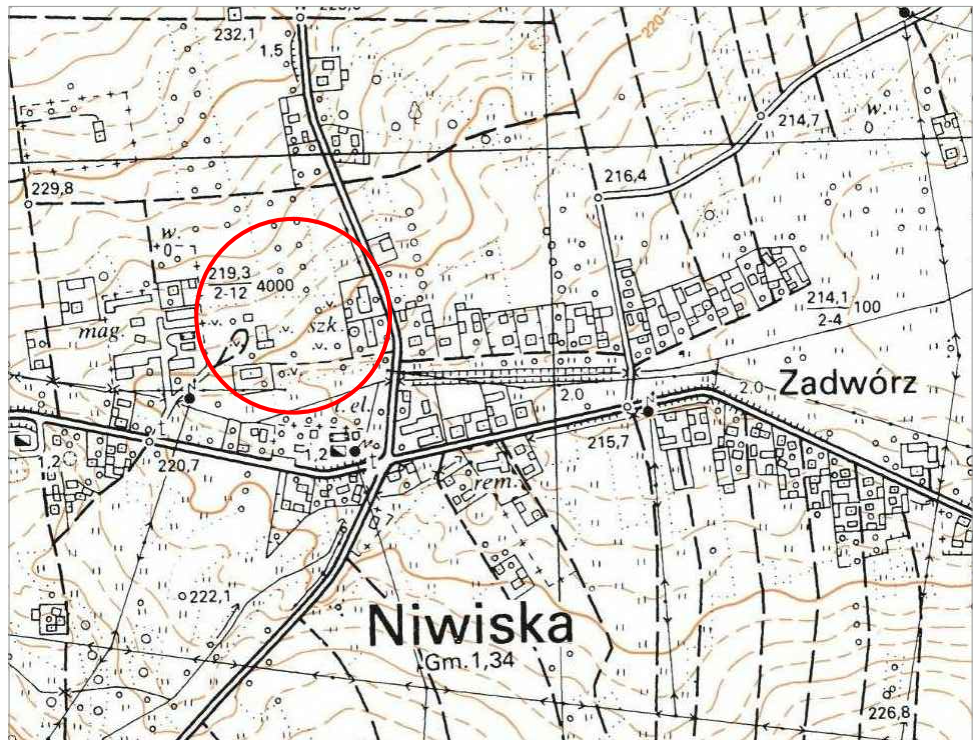 232,1
1.5
220
214,7
w.
216,4
229,8
w.
219,3
2-12
4000
mag.
szk.
214,1
2-4
100
Zadwórz
2.0
2.0
t. el.
2
2
220,7
215,7
rem.
7
222,1
Niwiska
Gm. 1,34
226,8